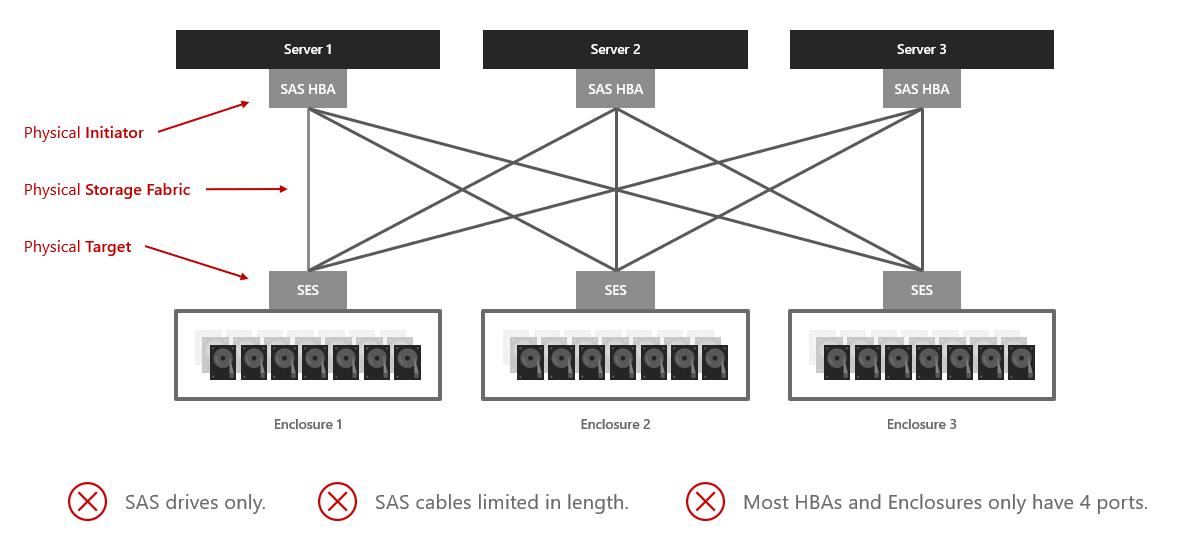 Server 1
Server 2
Server 3
SAS HBA
SAS HBA
SAS HBA
Physical Initiator
Physical Storage Fabric
Physical Target
SES
SES
SES
Enclosure 1
Enclosure 2
Enclosure 3
SAS drives only.
SAS cables limited in length.
Most HBAs and Enclosures only have 4 ports.